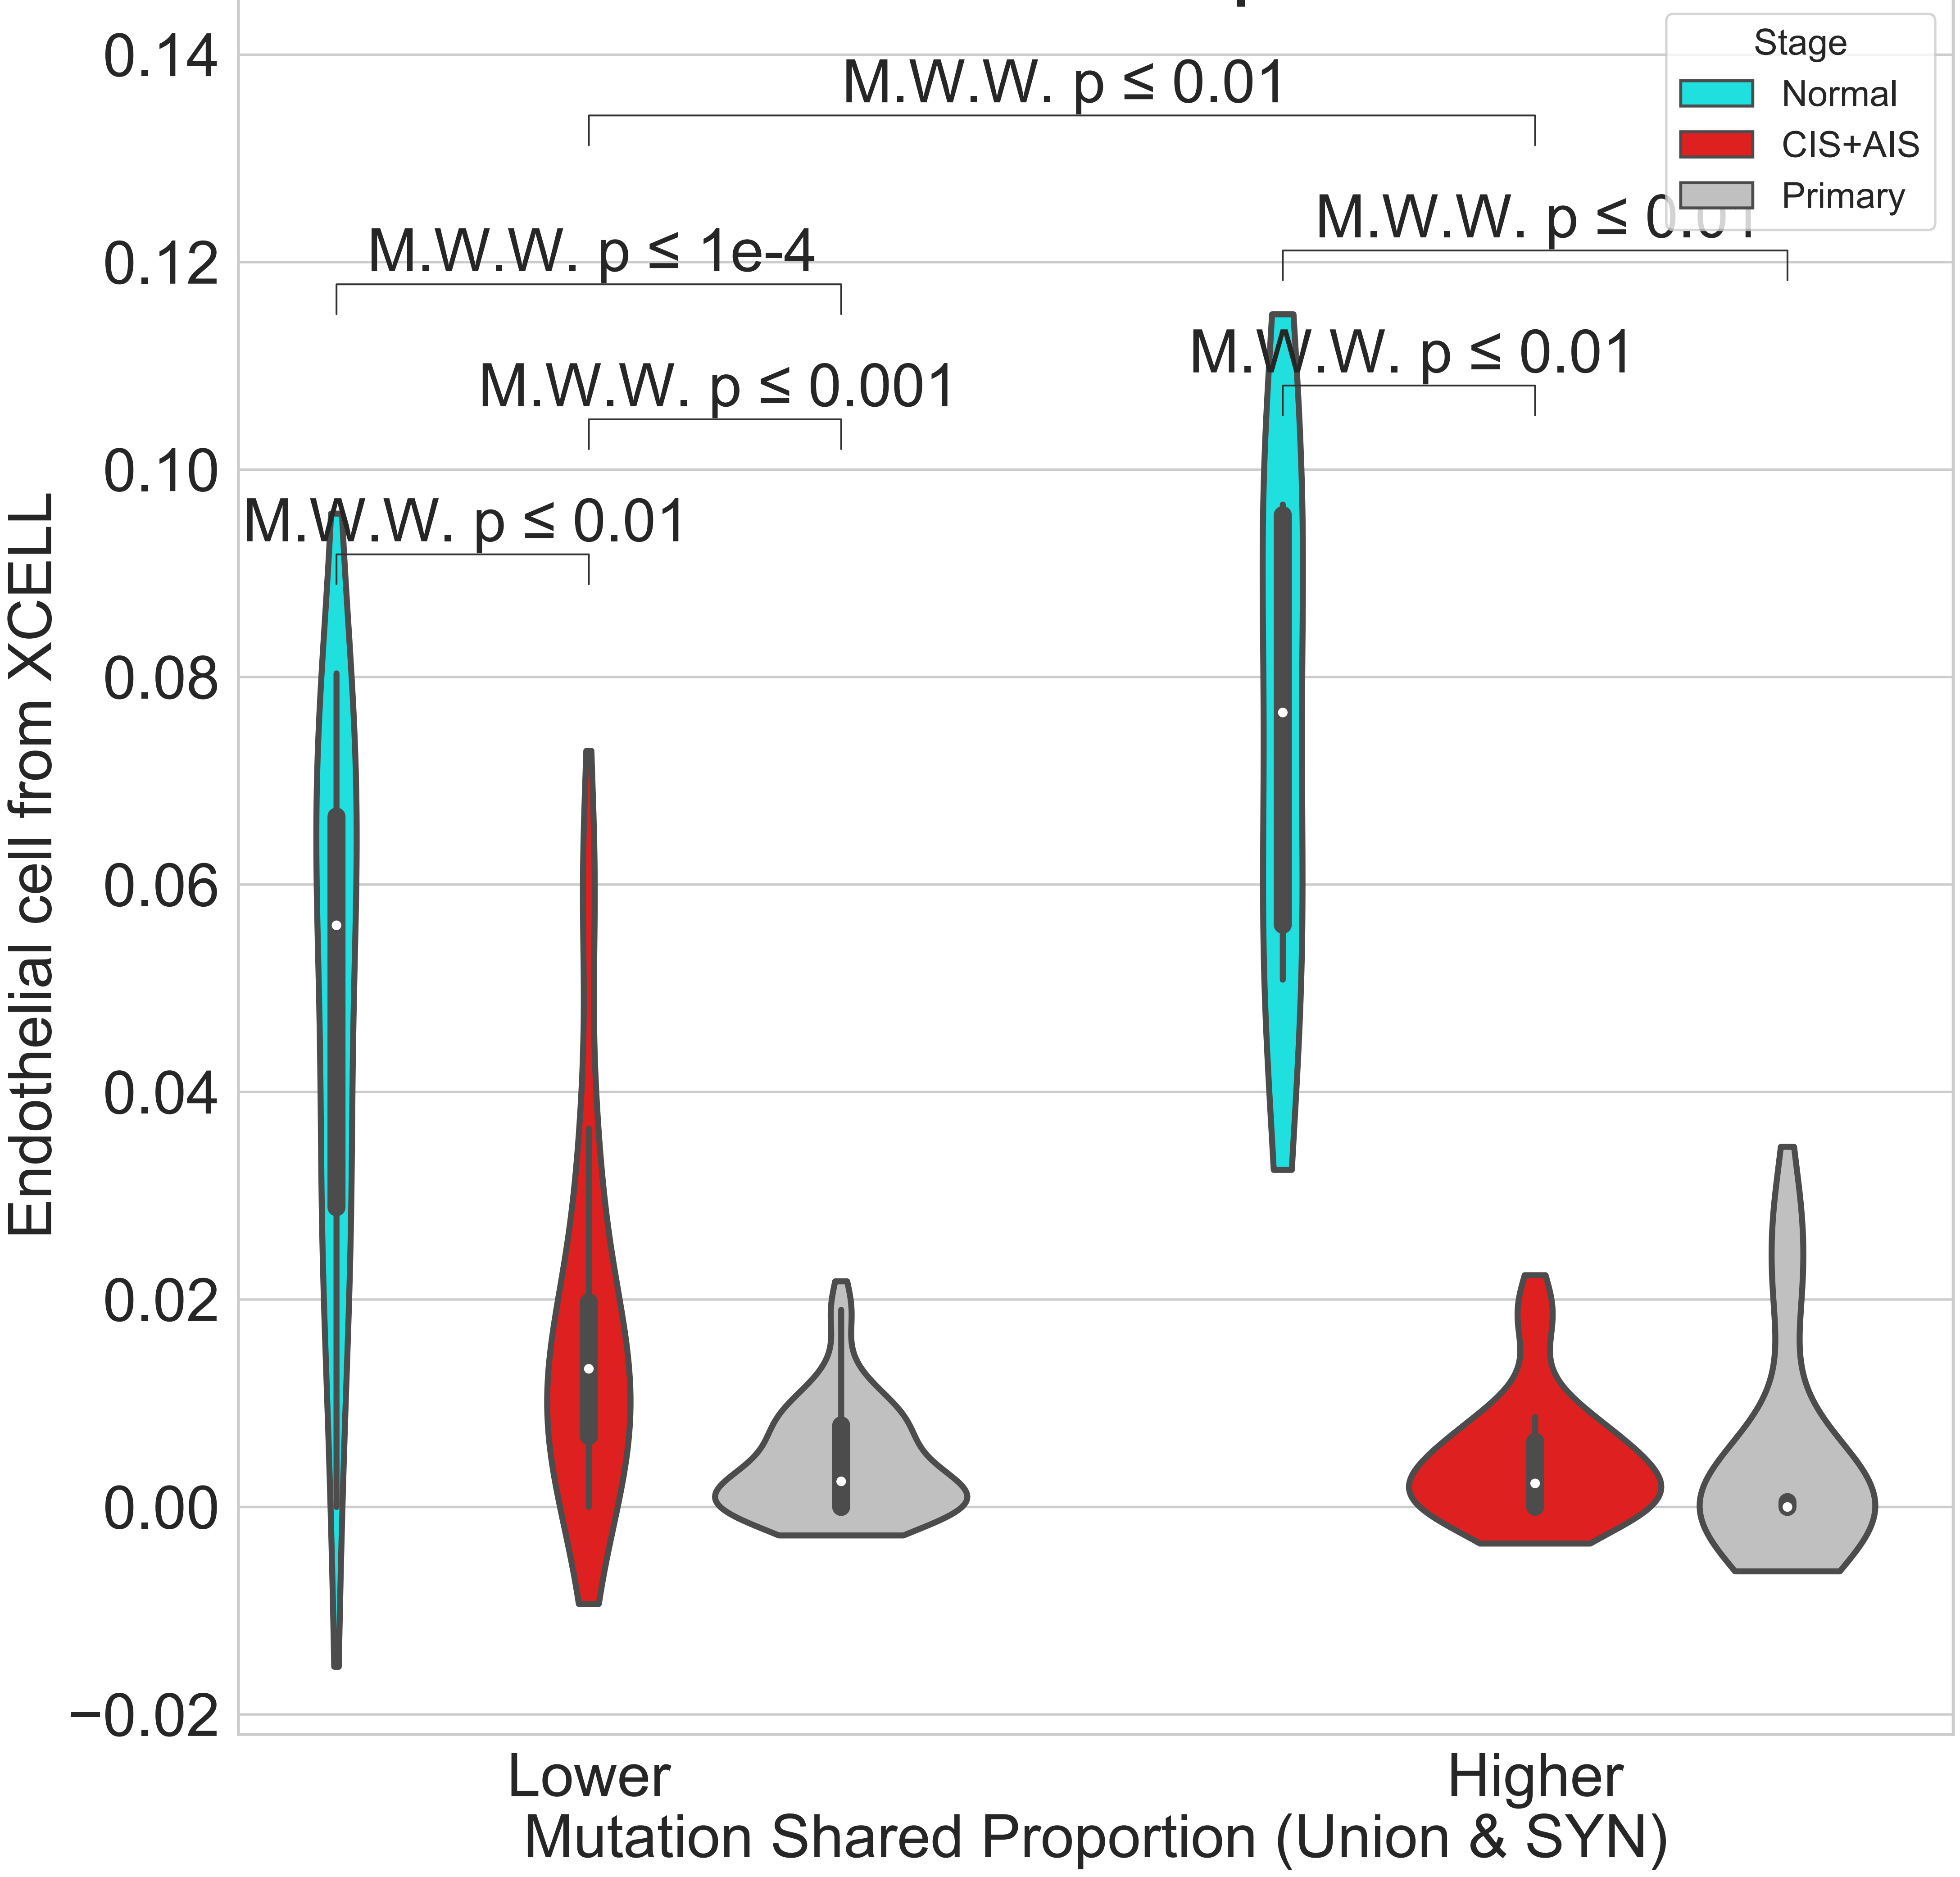 0.14
0.12
0.10
0.08
0.06
0.04
0.02
0.00
−0.02
Endothelial cell from XCELL
M.W.W. p ≤ 0.01
M.W.W. p ≤ 0.01
M.W.W. p ≤ 1e-4
M.W.W. p ≤ 0.01
M.W.W. p ≤ 0.001
M.W.W. p ≤ 0.01
Stage
Normal
CIS+AIS
Primary
Lower
Higher
Mutation Shared Proportion (Union & SYN)